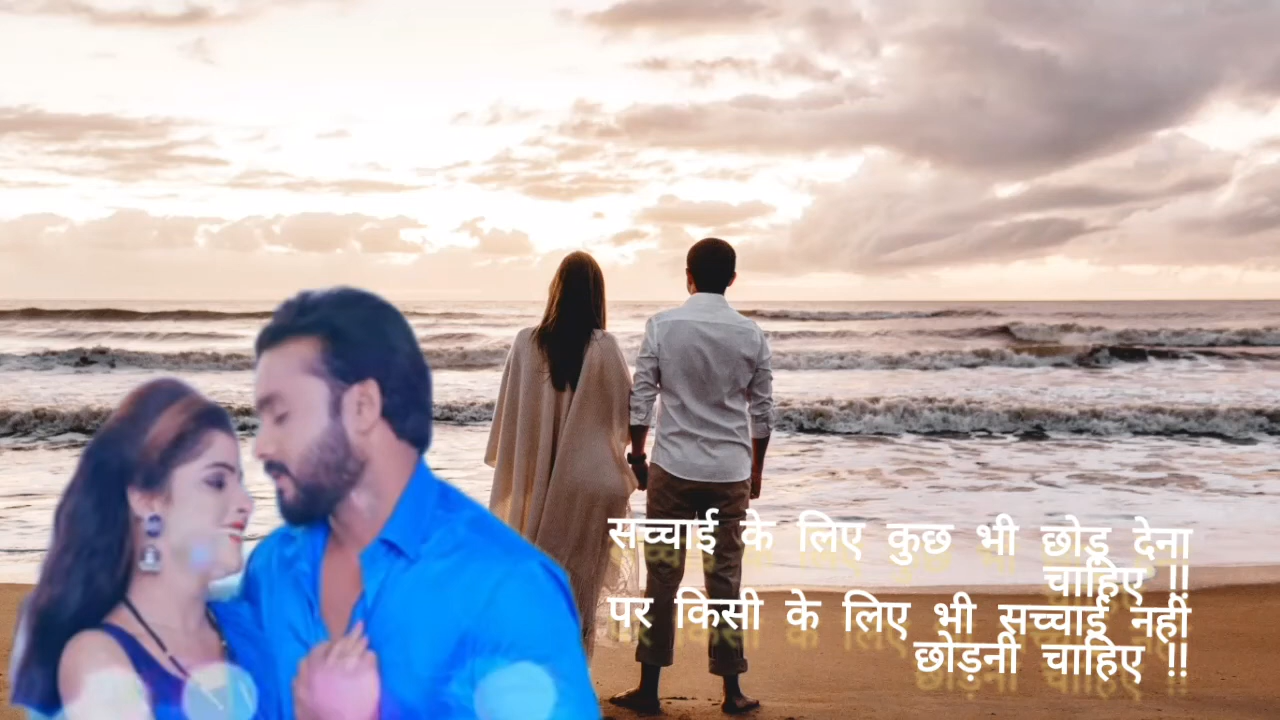 सच्चाई के लिए कुछ भी छोड़ देना
चाहिए !!
पर किसी के लिए भी सच्चाई नहीं
छोड़नी चाहिए !!